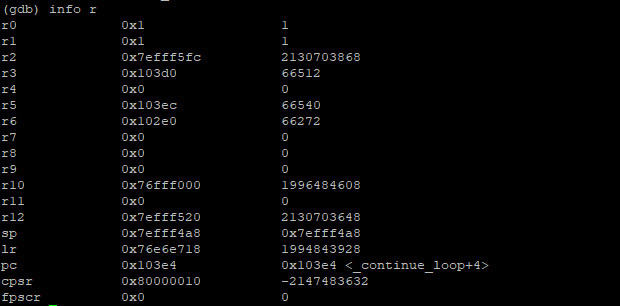 (gdb) info r
r0 0x1 1
r1 0x1 1
r2 0x7efff5fc 2130703868
r3 0x103d0 66512
r4 0x0 0
r5 0x103ec 66540
r6 0x102e0 66272
r7 0x0 0
r8 0x0 0
r9 0x0 0
r10 0x76fff000 1996484608
r11 0x0 0
r12 0x7efff520 2130703648
sp 0x7efff4a8 0x7efff4a8
lr 0x76e6e718 1994843928
pc 0x103e4 0x103e4 <_continue_loop+4>
cpsr 0x80000010 -2147483632
fpscr 0x0 0